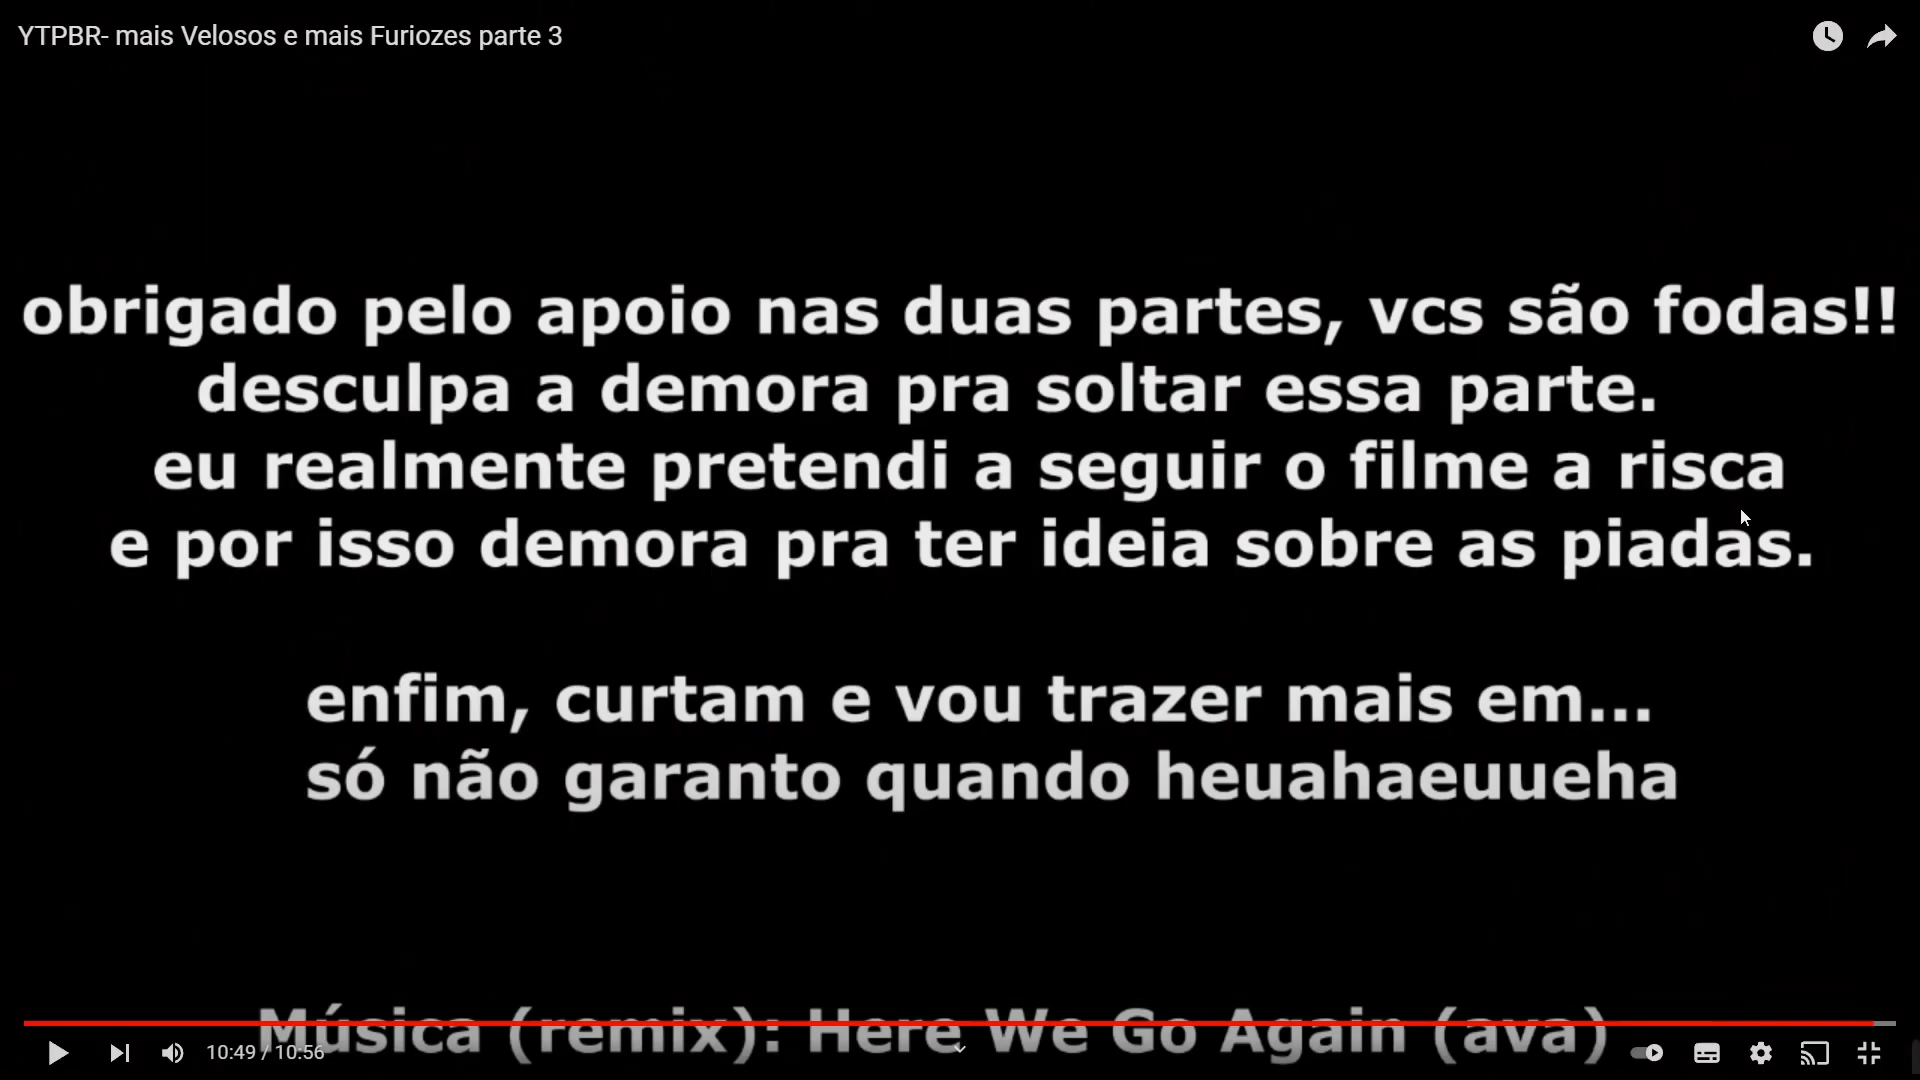 YTPBR- mais Velosos e mais Furiozes parte 3
obrigado pelo apoio nas duas partes, vcs são fodas!!
desculpa a demora pra soltar essa parte.
eu realmente pretendi a seguir o filme a risca
e por isso demora pra ter ideia sobre as piadas.
enfim, curtam e vou trazer mais em...
só não garanto quando heuahaeuueha
Música (remix): Here We Go Again (ava)
10:49 / 10:56